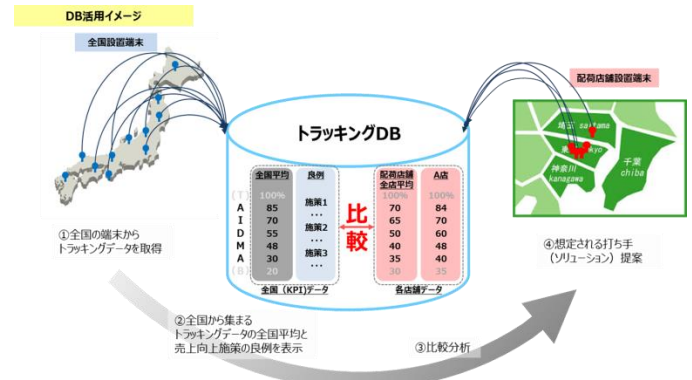 DB活用イメージ
全国設置端末
配荷店舗設置端末
トラッキングDB
埼玉 saitama
千葉
chiba
神奈川
kanagawa
全国平均 良例
配荷店舗
全店平均 A店
(T) 100% 100% 100%
A 85 施策1 70 84
I 70 … 65 70
D 55 施策2 50 60
M 48 … 40 48
A 30 施策3 35 40
(B) 20 … 30 35
比
較
全国(KPI)データ
各店舗データ
①全国の端末から
トラッキングデータを取得
②全国から集まる
トラッキングデータの全国平均と
売上向上施策の良例を表示
③比較分析
④想定される打ち手
(ソリューション)提案